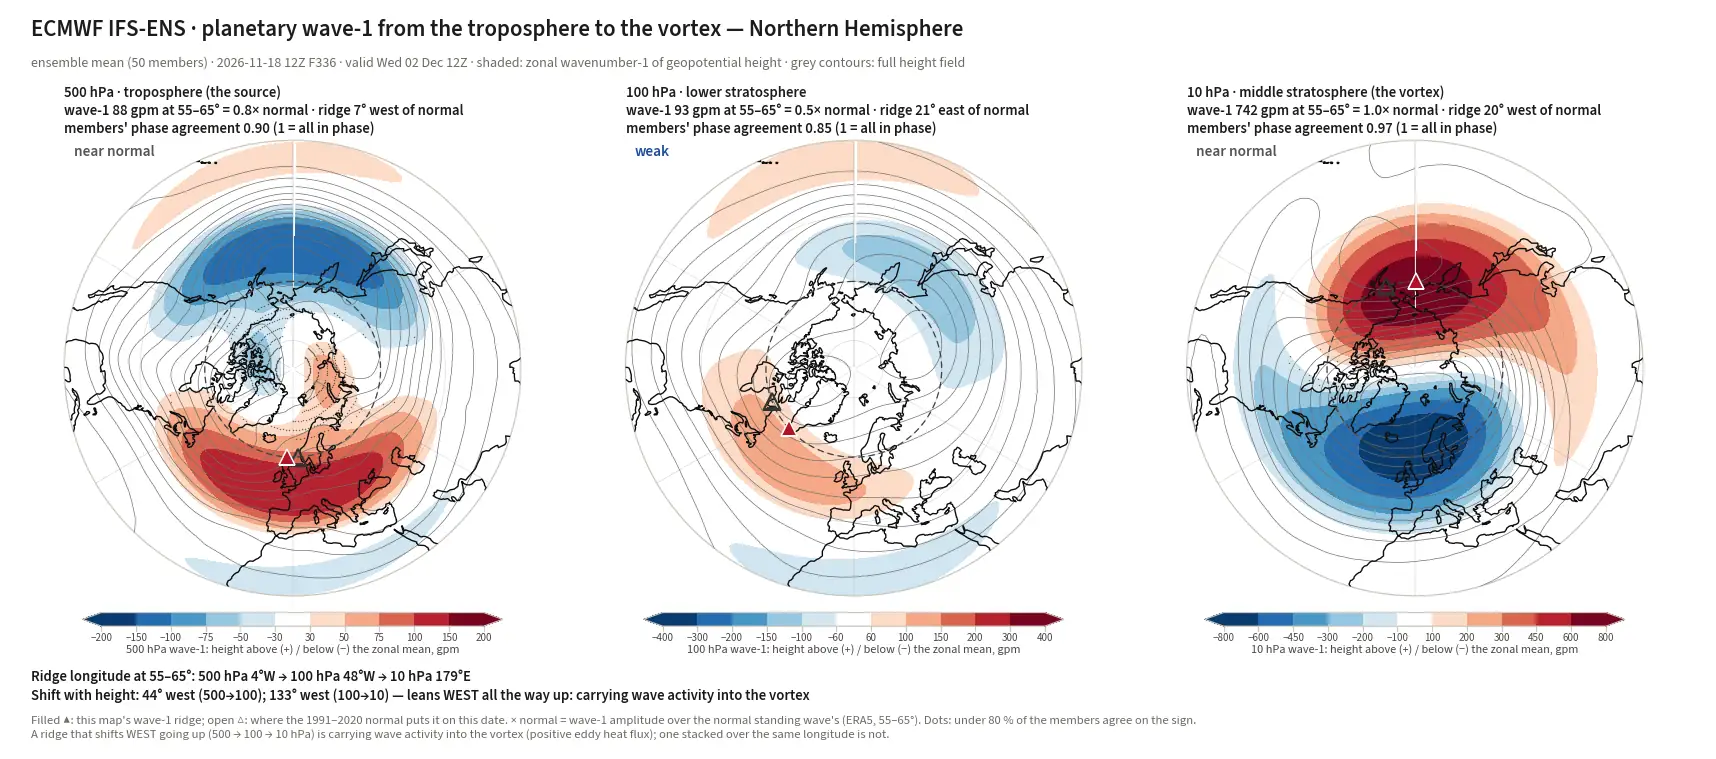 ECMWF IFS-ENS · planetary wave-1 from the troposphere to the vortex — Northern Hemisphere
ensemble mean (50 members) · 2026-11-18 12Z F336 · valid Wed 02 Dec 12Z · shaded: zonal wavenumber-1 of geopotential height · grey contours: full height field
500 hPa · troposphere (the source)
wave-1 88 gpm at 55–65° = 0.8× normal · ridge 7° west of normal
members' phase agreement 0.90 (1 = all in phase)
near normal
100 hPa · lower stratosphere
wave-1 93 gpm at 55–65° = 0.5× normal · ridge 21° east of normal
members' phase agreement 0.85 (1 = all in phase)
weak
10 hPa · middle stratosphere (the vortex)
wave-1 742 gpm at 55–65° = 1.0× normal · ridge 20° west of normal
members' phase agreement 0.97 (1 = all in phase)
near normal
−200 −150 −100 −75 −50 −30 30 50 75 100 150 200
500 hPa wave-1: height above (+) / below (−) the zonal mean, gpm
−400 −300 −200 −150 −100 −60 60 100 150 200 300 400
100 hPa wave-1: height above (+) / below (−) the zonal mean, gpm
−800 −600 −450 −300 −200 −100 100 200 300 450 600 800
10 hPa wave-1: height above (+) / below (−) the zonal mean, gpm
Ridge longitude at 55–65°: 500 hPa 4°W → 100 hPa 48°W → 10 hPa 179°E
Shift with height: 44° west (500→100); 133° west (100→10) — leans WEST all the way up: carrying wave activity into the vortex
Filled ▲: this map's wave-1 ridge; open △: where the 1991–2020 normal puts it on this date. × normal = wave-1 amplitude over the normal standing wave's (ERA5, 55–65°). Dots: under 80 % of the members agree on the sign.
A ridge that shifts WEST going up (500 → 100 → 10 hPa) is carrying wave activity into the vortex (positive eddy heat flux); one stacked over the same longitude is not.